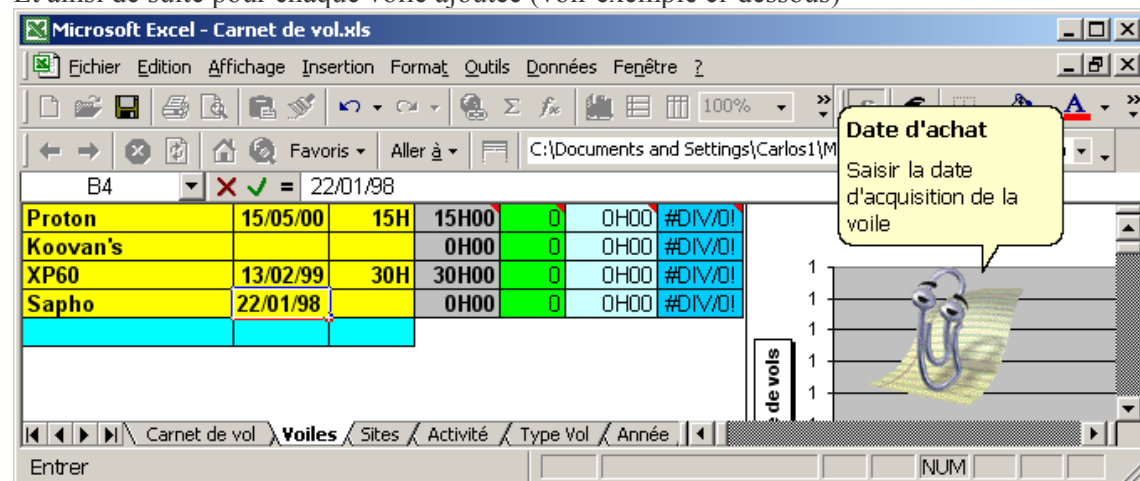 Et ainsi de suite pour chaque voile ajoutée (voir exemple ci-dessous)
Microsoft Excel - Carnet de vol.xls
Fichier Edition Affichage Insertion Format Outils Données Fenêtre ?
100%
Favoris Aller à C:\Documents and Settings\Carlos1\M
Date d'achat
Saisir la date
d'acquisition de la
voile
B4 = 22/01/98
Proton 15/05/00 15H 15H00 0 0H00 #DIV/0!
Koovan's 0H00 0 0H00 #DIV/0!
XP60 13/02/99 30H 30H00 0 0H00 #DIV/0!
Sapho 22/01/98 0H00 0 0H00 #DIV/0!
1
1
1
1
1
de vols
Carnet de vol Voiles Sites Activité Type Vol Année
Entrer NUM